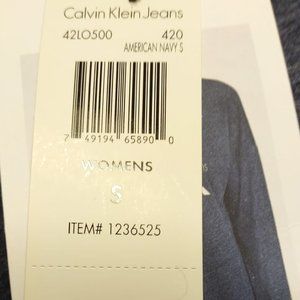 Calvin Klein Jeans
42LO500 420
AMERICAN NAVY S
7 49194 65890 0
WOMENS
S
ITEM# 1236525